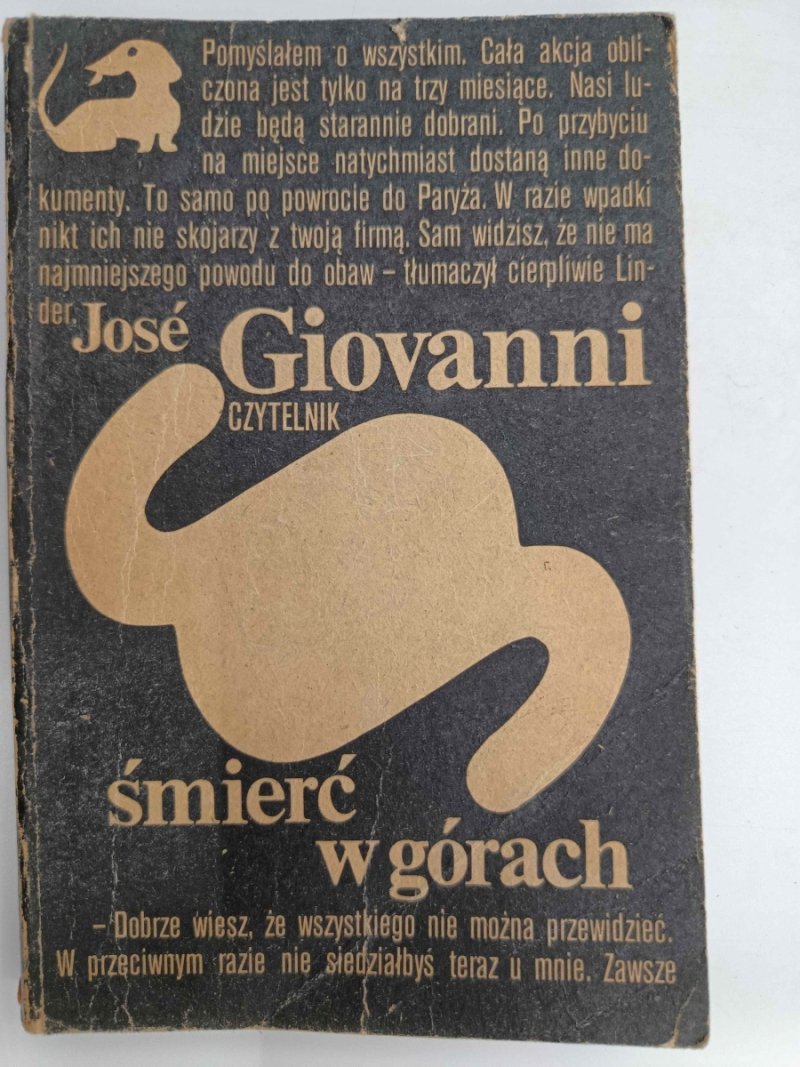 Pomyślałem o wszystkim. Cała akcja obli-
czona jest tylko na trzy miesiące. Nasi lu-
dzie będą starannie dobrani. Po przybyciu
na miejsce natychmiast dostaną inne do-
kumenty. To samo po powrocie do Paryża. W razie wpadki
nikt ich nie skojarzy z twoją firmą. Sam widzisz, że nie ma
najmniejszego powodu do obaw – tłumaczył cierpliwie Lin-
der.
José Giovanni
CZYTELNIK
śmierć
w górach
– Dobrze wiesz, że wszystkiego nie można przewidzieć.
W przeciwnym razie nie siedziałbyś teraz u mnie. Zawsze